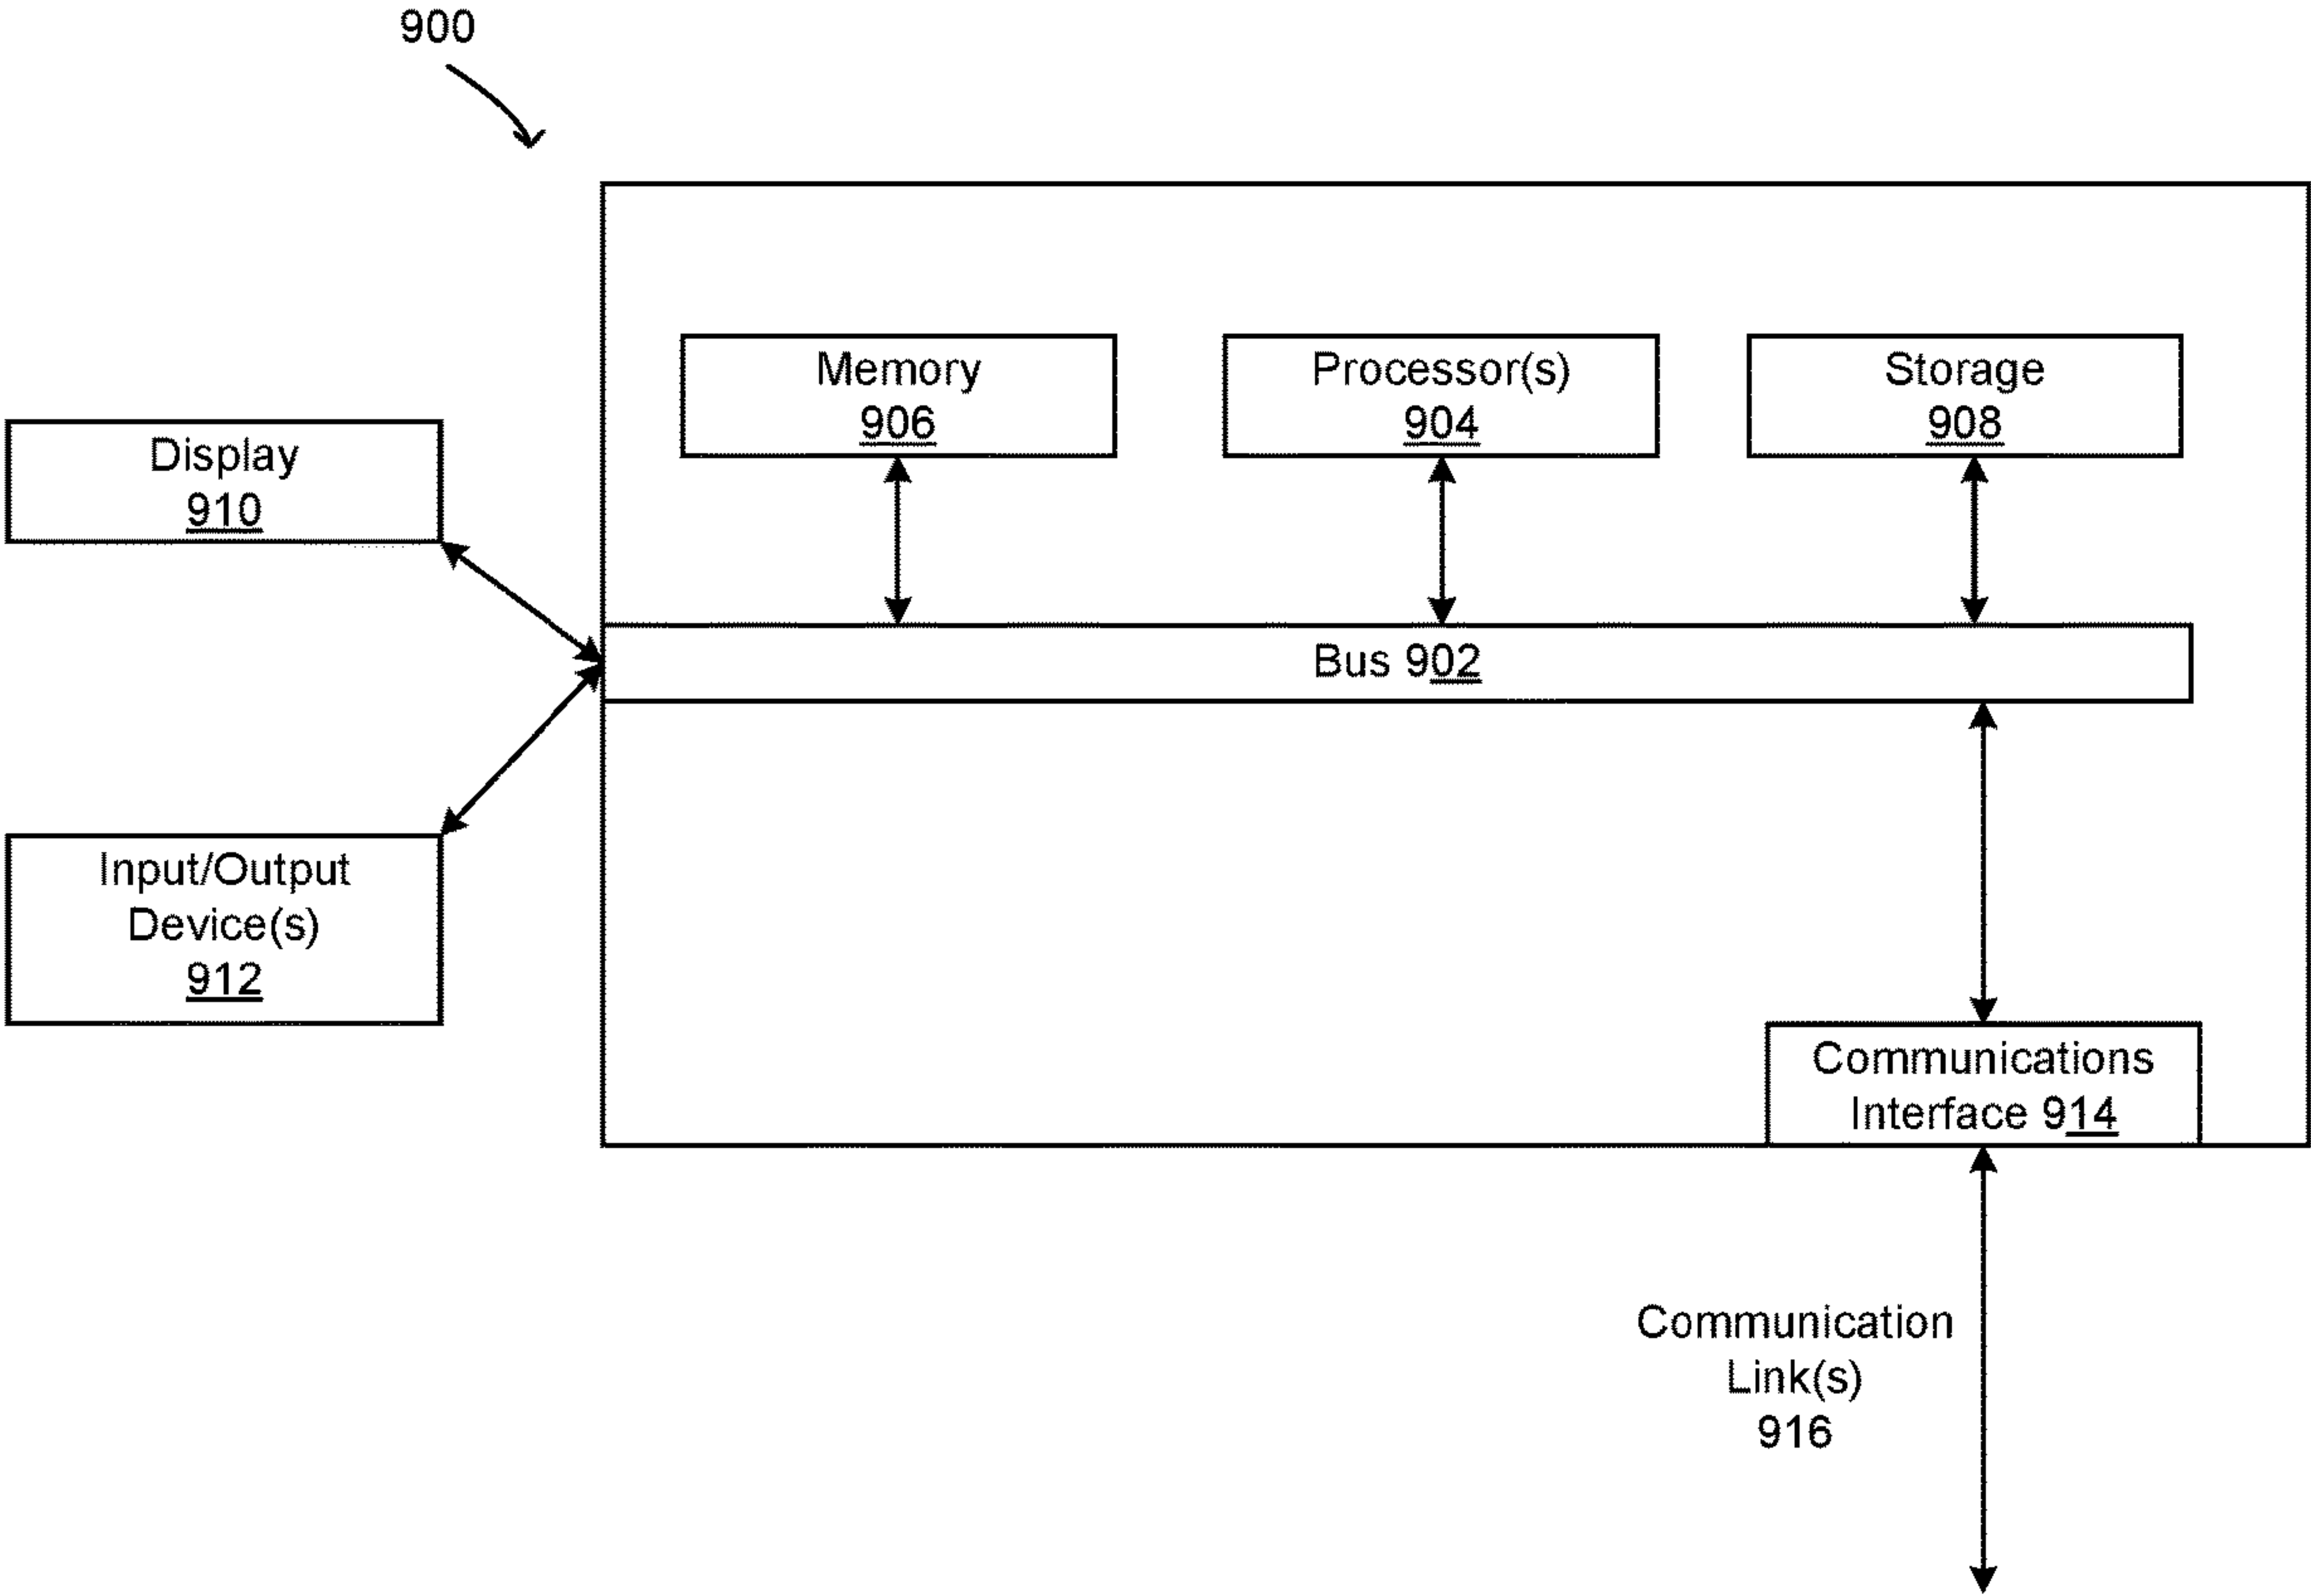 900
Memory
906
Processor(s)
904
Storage
908
Display
910
Bus 902
Input/Output
Device(s)
912
Communications
Interface 914
Communication
Link(s)
916